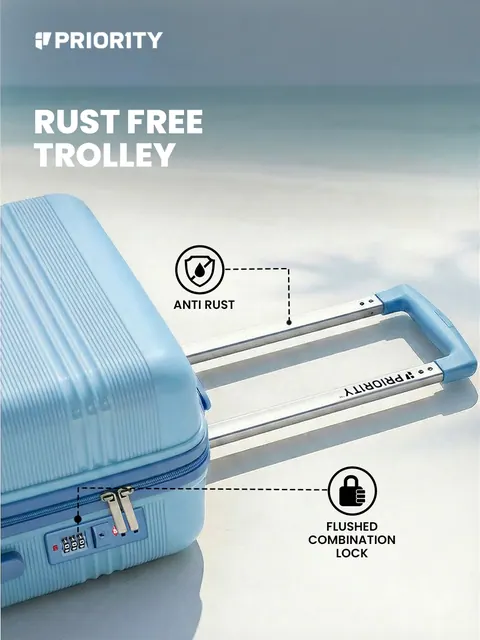 PRIORITY
RUST FREE
TROLLEY
ANTI RUST
PRIORITY
FLUSHED
COMBINATION
LOCK